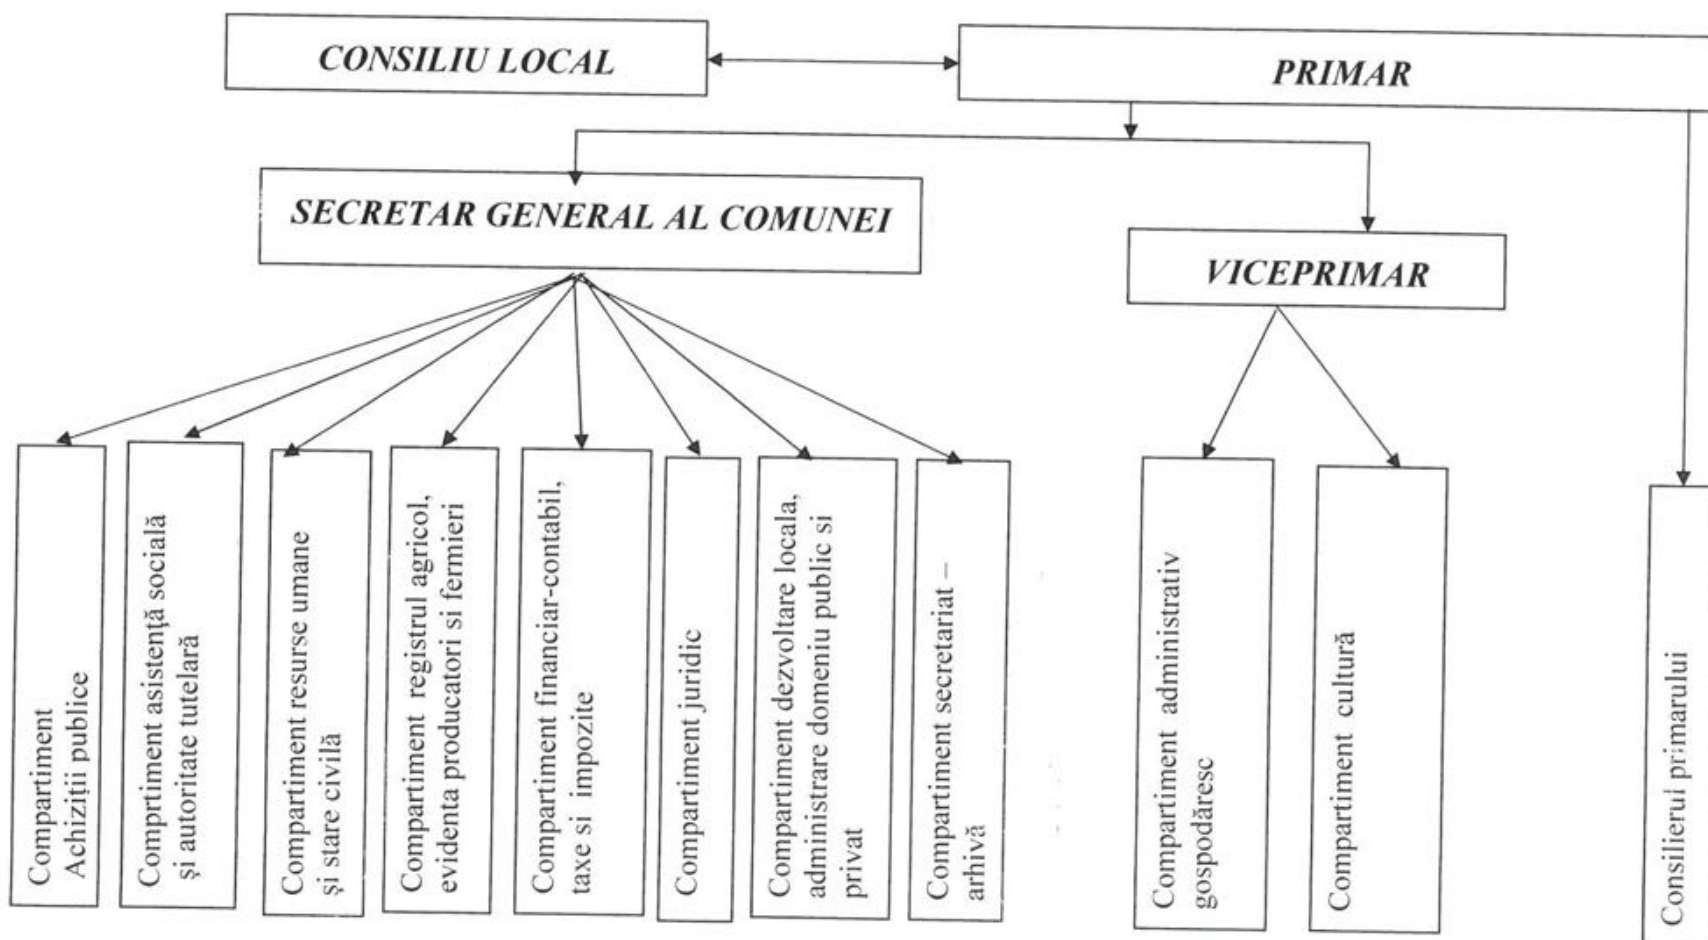 CONSILIU LOCAL
PRIMAR
SECRETAR GENERAL AL COMUNEI
VICEPRIMAR
Compartiment
Achiziții publice
Comprtiment asistență socială
și autoritate tutelară
Compartiment resurse umane
și stare civilă
Compartiment registrul agricol,
evidenta producatori si fermieri
Compartiment financiar-contabil,
taxe si impozite
Compartiment juridic
Compartiment dezvoltare locala,
administrare domeniu public si
privat
Compartiment secretariat –
arhivă
Compartiment administrativ
gospodăresc
Compartiment cultură
Consilierul primarului